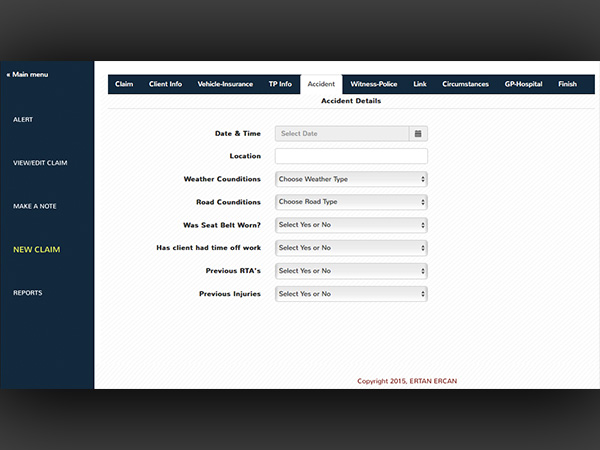 « Main menu
ALERT
VIEW/EDIT CLAIM
MAKE A NOTE
NEW CLAIM
REPORTS
Claim Client Info Vehicle-Insurance TP Info Accident Witness-Police Link Circumstances GP-Hospital Finish
Accident Details
Date & Time Select Date
Location
Weather Counditions Choose Weather Type
Road Counditions Choose Road Type
Was Seat Belt Worn? Select Yes or No
Has client had time off work Select Yes or No
Previous RTA's Select Yes or No
Previous Injuries Select Yes or No
Copyright 2015, ERTAN ERCAN